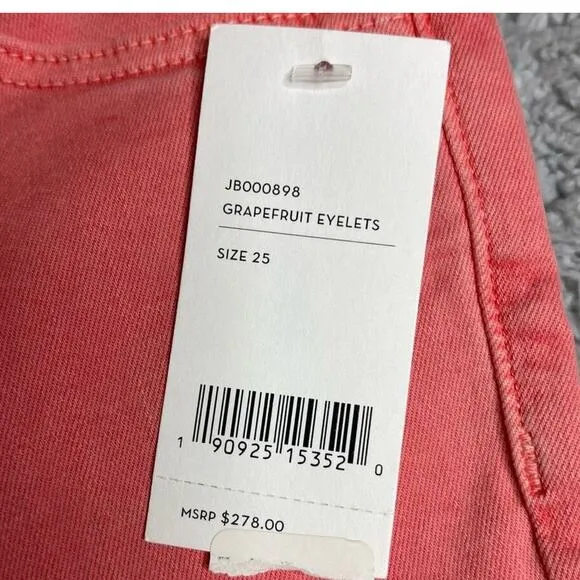 JB000898
GRAPEFRUIT EYELETS
SIZE 25
1 90925 15352 0
MSRP $278.00